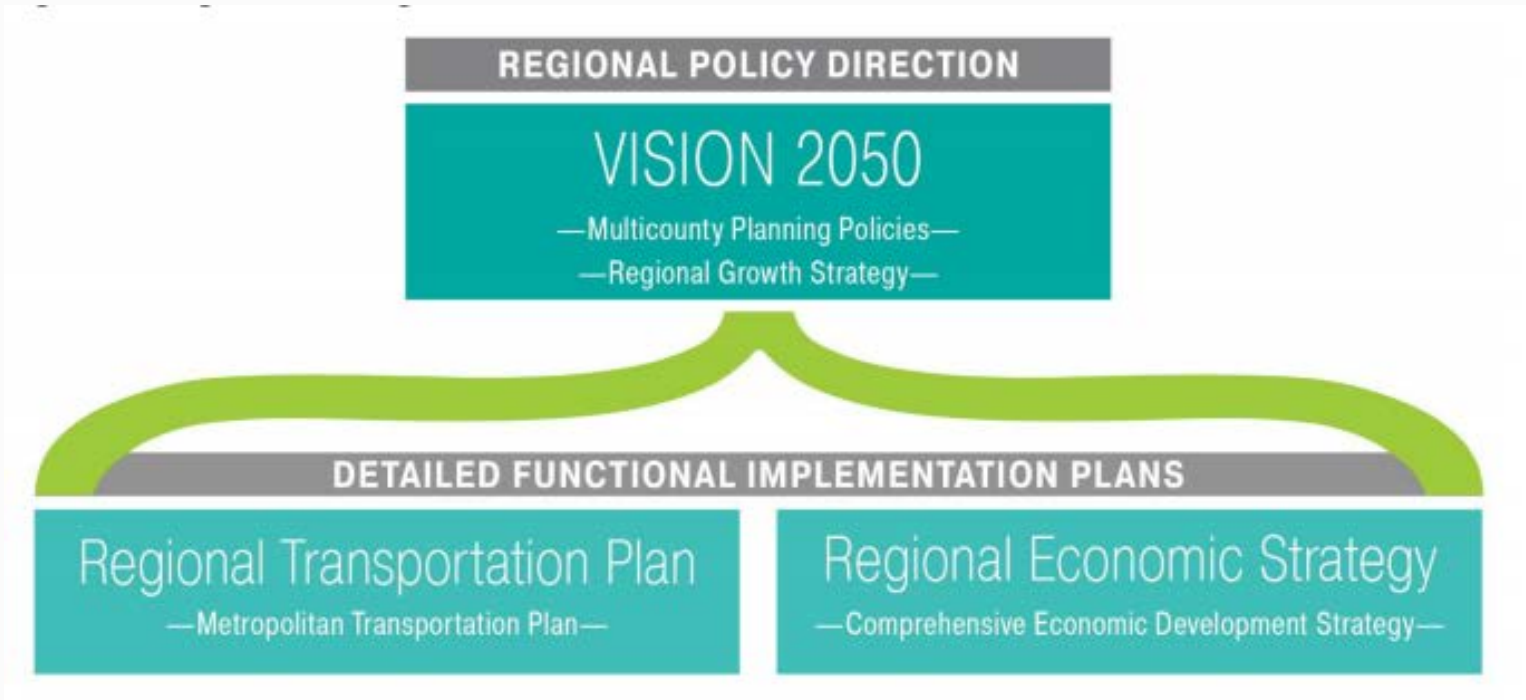 REGIONAL POLICY DIRECTION
VISION 2050
—Multicounty Planning Policies—
—Regional Growth Strategy—
DETAILED FUNCTIONAL IMPLEMENTATION PLANS
Regional Transportation Plan
—Metropolitan Transportation Plan—
Regional Economic Strategy
—Comprehensive Economic Development Strategy—